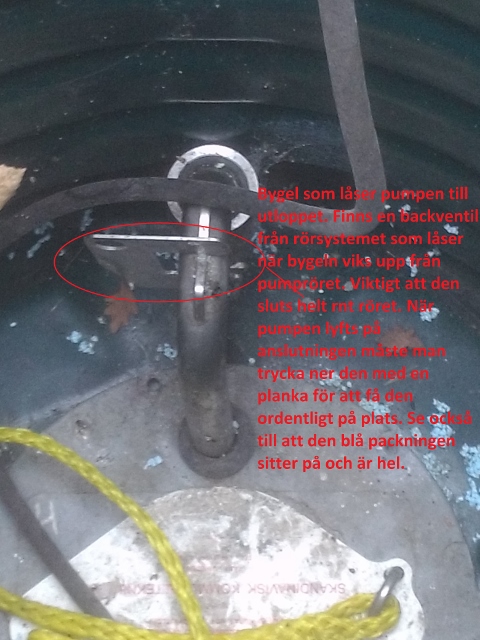 Bygel som låser pumpen till
utloppet. Finns en backventil
från rörsystemet som låser
när bygeln viks upp från
pumpröret. Viktigt att den
sluts helt rnt röret. När
pumpen lyfts på
anslutningen måste man
trycka ner den med en
planka för att få den
ordentligt på plats. Se också
till att den blå packningen
sitter på och är hel.
SKANDINAVISK KOMMUNALTEKNIK